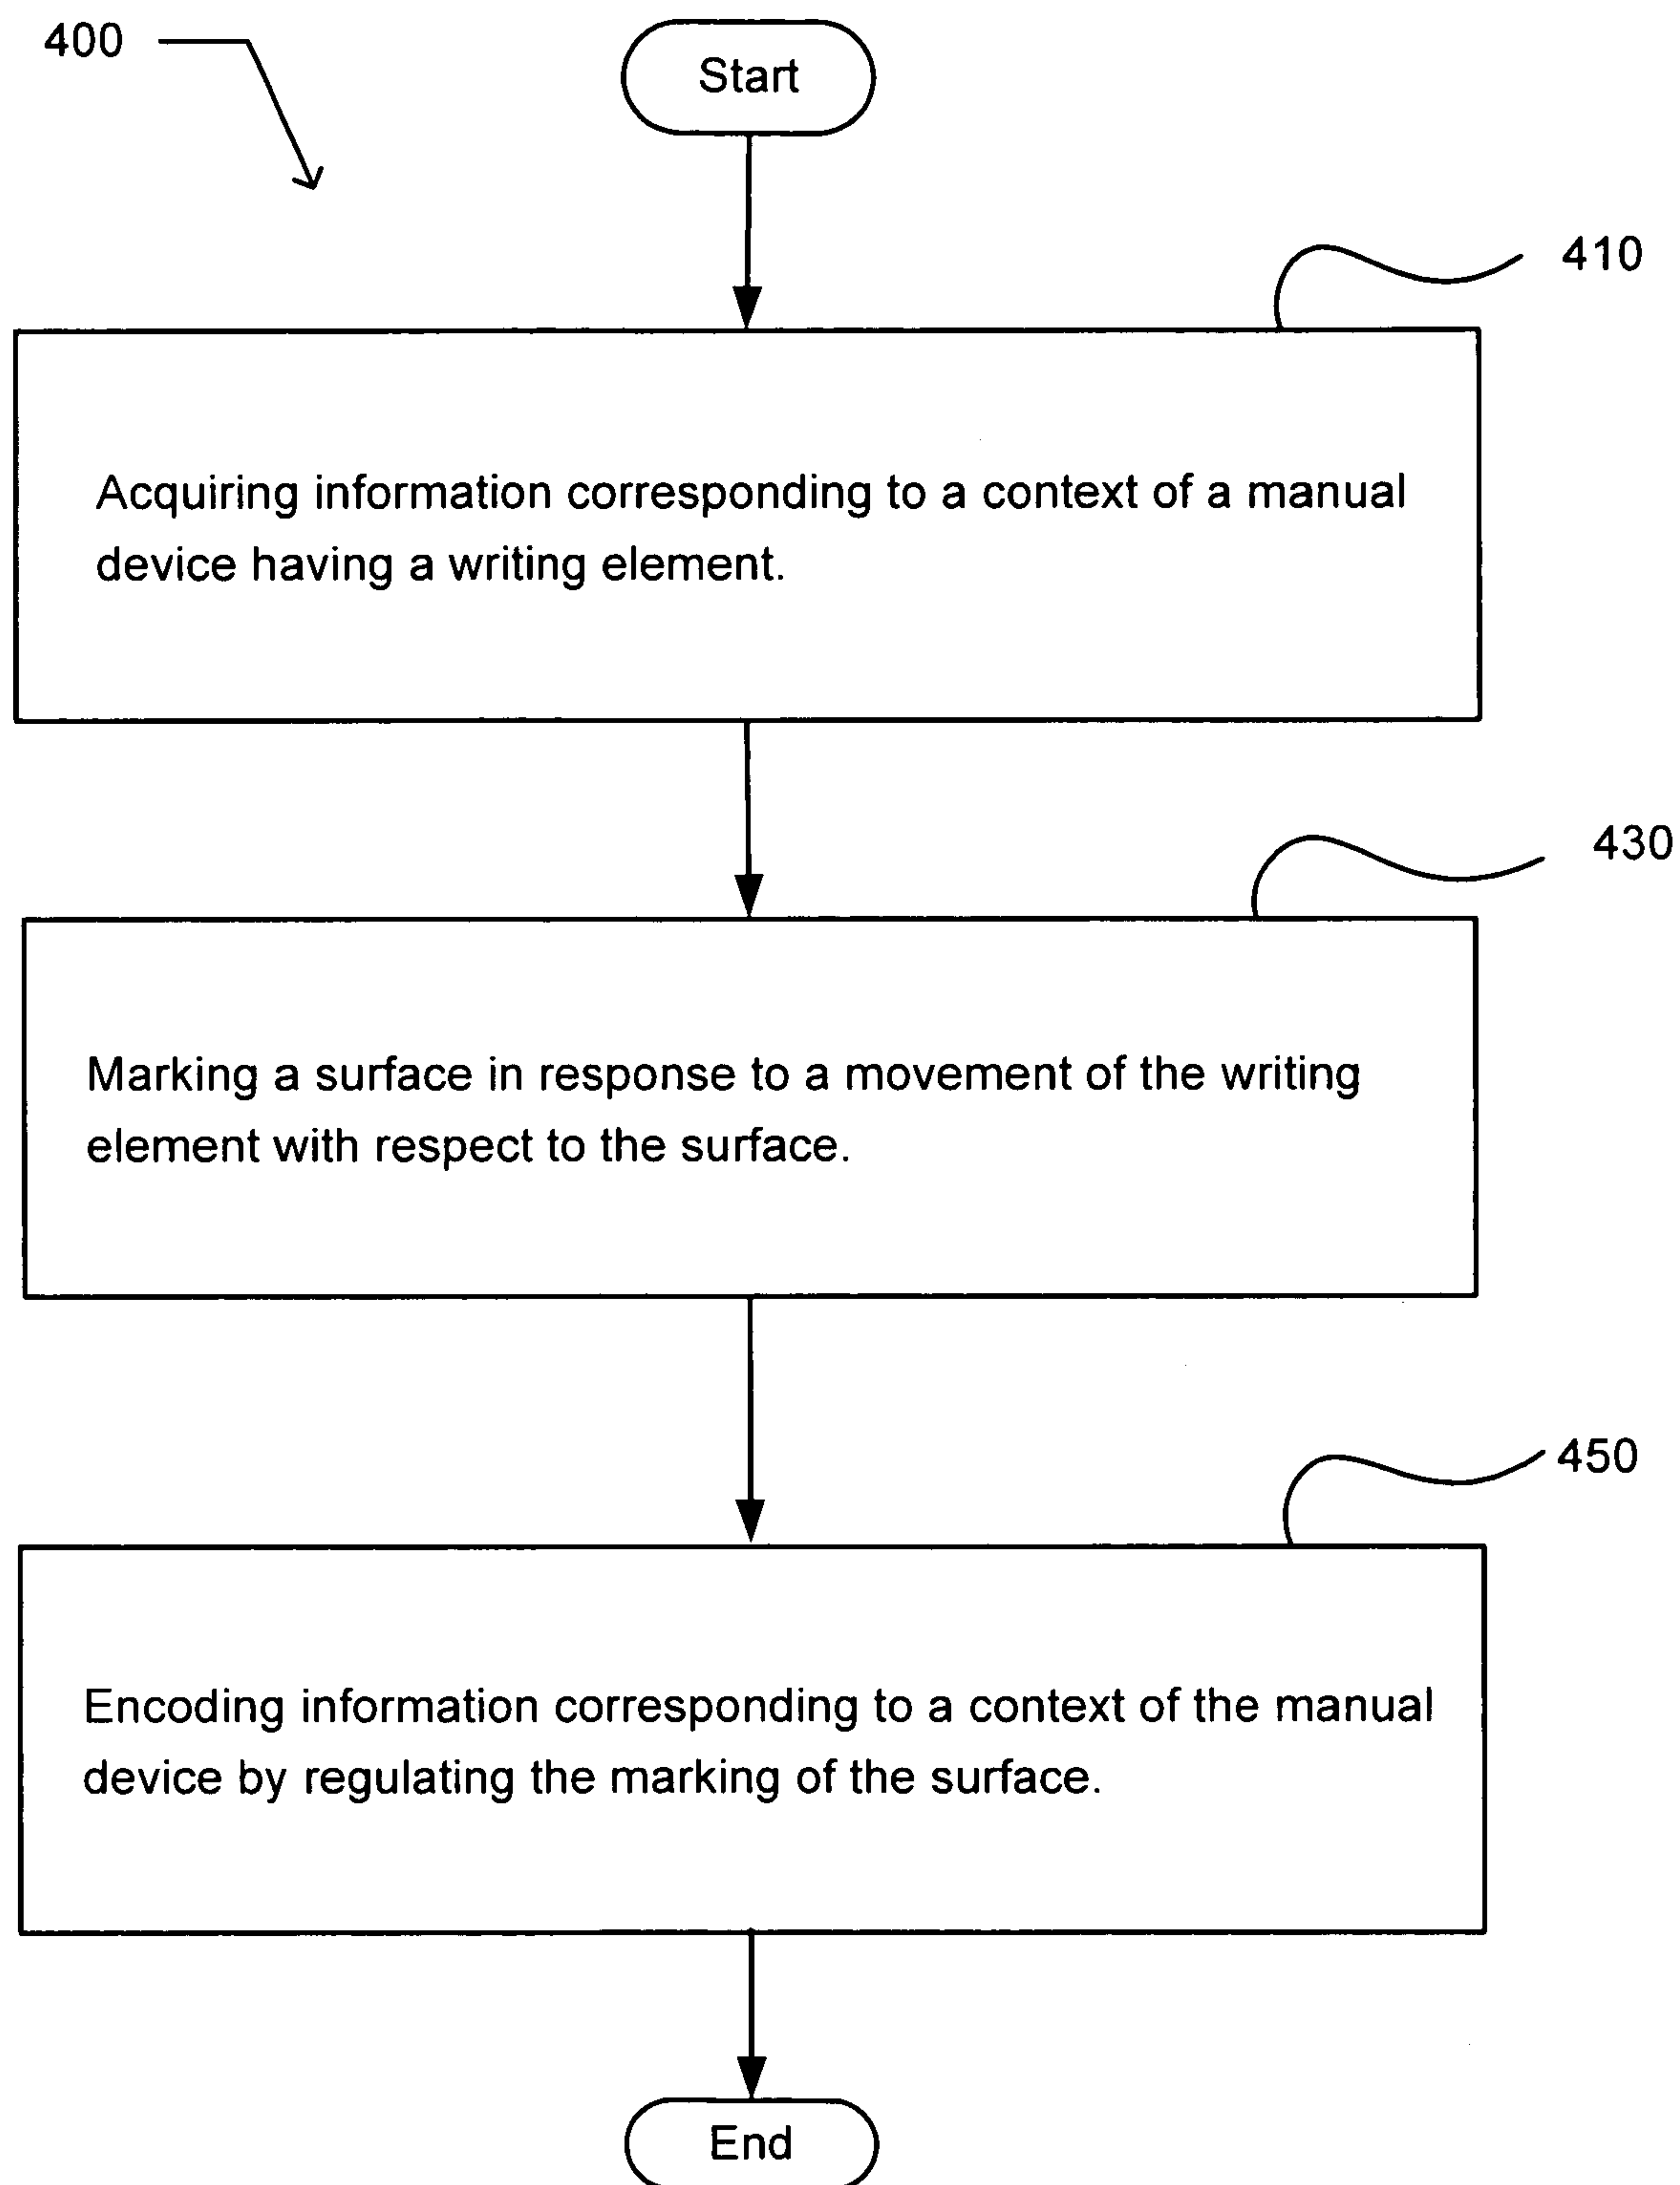 400
Start
410
Acquiring information corresponding to a context of a manual
device having a writing element.
430
Marking a surface in response to a movement of the writing
element with respect to the surface.
450
Encoding information corresponding to a context of the manual
device by regulating the marking of the surface.
End